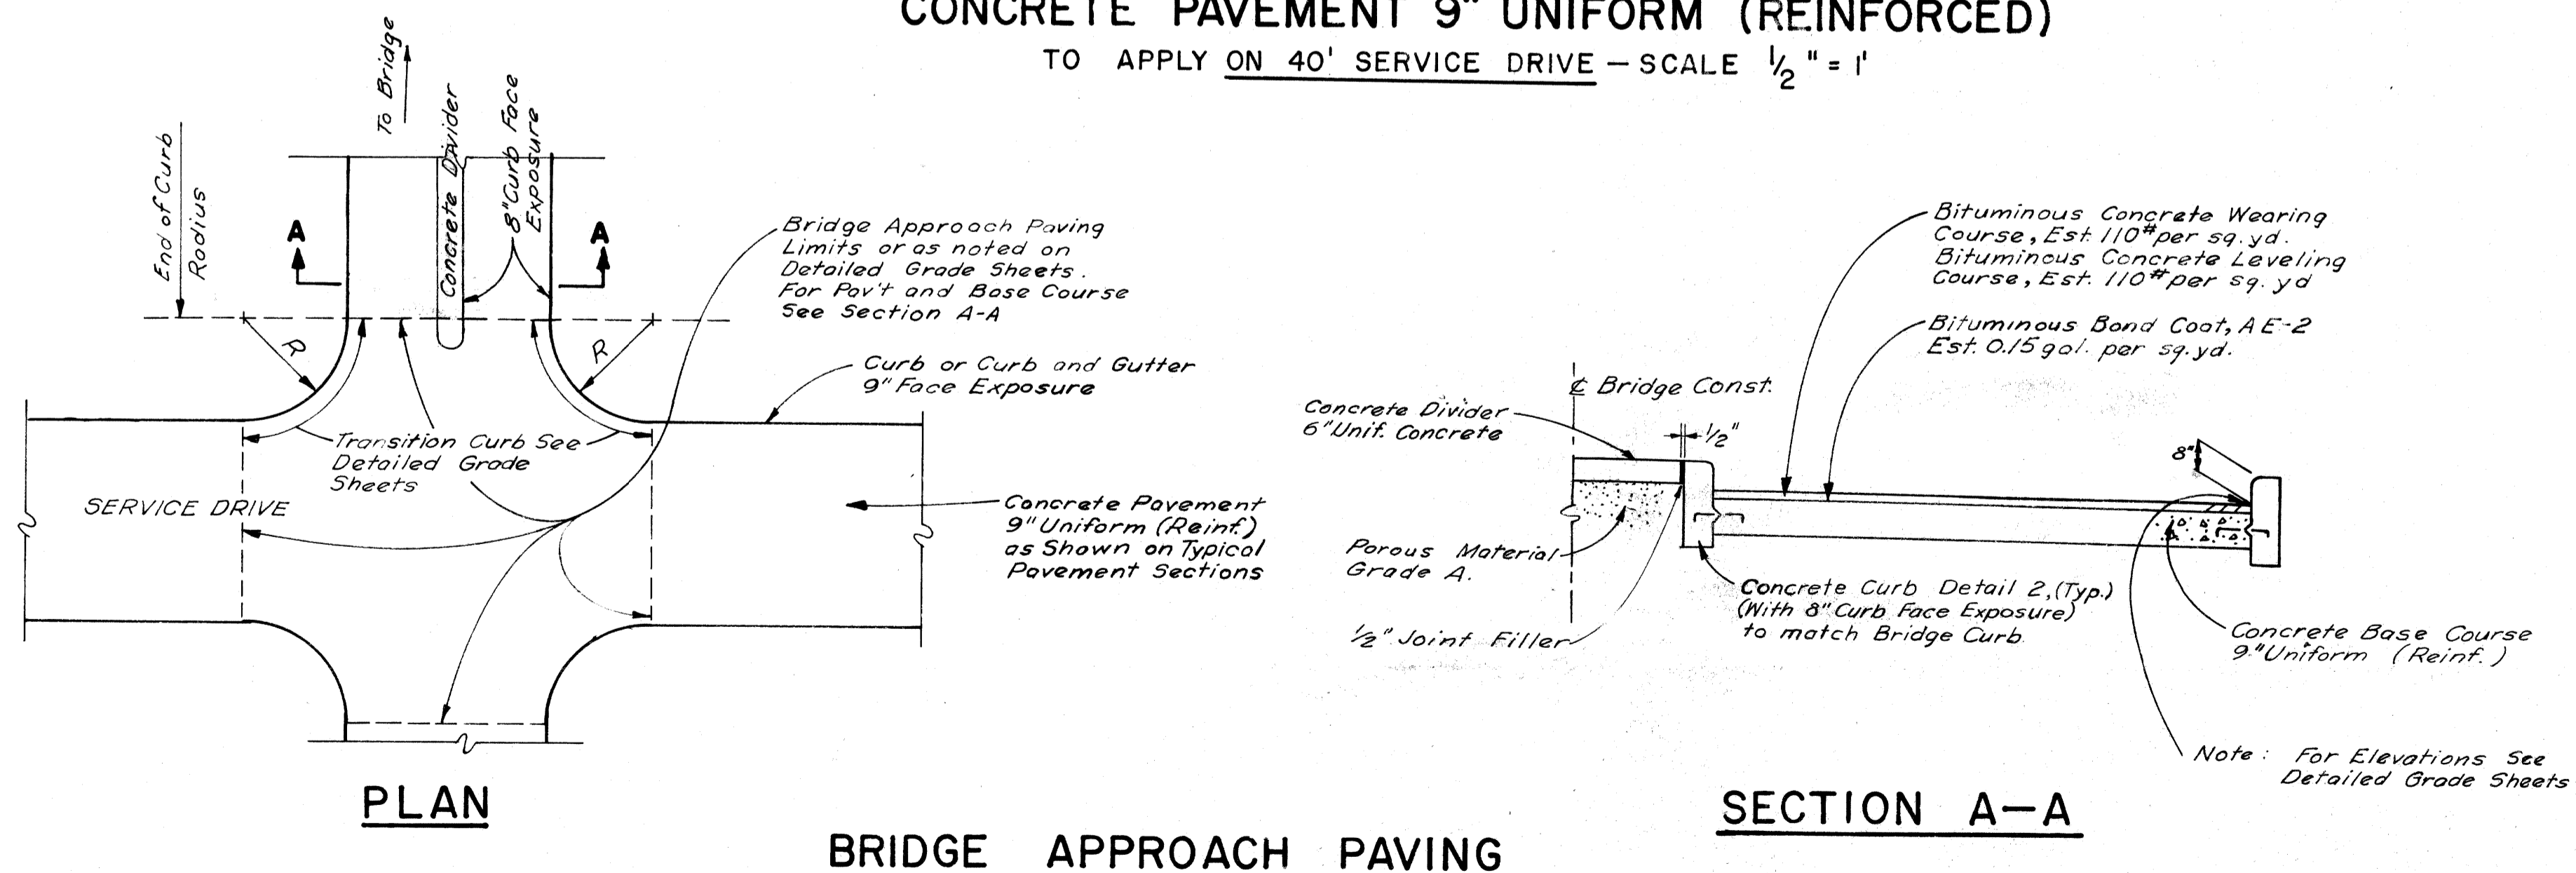 CONCRETE PAVEMENT 9" UNIFORM (REINFORCED)
TO APPLY ON 40' SERVICE DRIVE — SCALE 1/2" = 1'
To Bridge
End of Curb
Radius
Concrete Divider
8" Curb Face
Exposure
A
A
R
R
Bridge Approach Paving
Limits or as noted on
Detailed Grade Sheets.
For Pav't and Base Course
See Section A-A
Curb or Curb and Gutter
9" Face Exposure
Transition Curb See
Detailed Grade
Sheets
SERVICE DRIVE
Concrete Pavement
9" Uniform (Reinf.)
as Shown on Typical
Pavement Sections
PLAN
Bituminous Concrete Wearing
Course, Est. 110# per sq. yd.
Bituminous Concrete Leveling
Course, Est. 110# per sq. yd
Bituminous Bond Coat, AE-2
Est. 0.15 gal. per sq. yd.
℄ Bridge Const.
Concrete Divider
6" Unif. Concrete
1/2"
8"
Porous Material
Grade A.
1/2" Joint Filler
Concrete Curb Detail 2, (Typ.)
(With 8" Curb Face Exposure)
to match Bridge Curb
Concrete Base Course
9" Uniform (Reinf.)
Note: For Elevations See
Detailed Grade Sheets
SECTION A—A
BRIDGE APPROACH PAVING